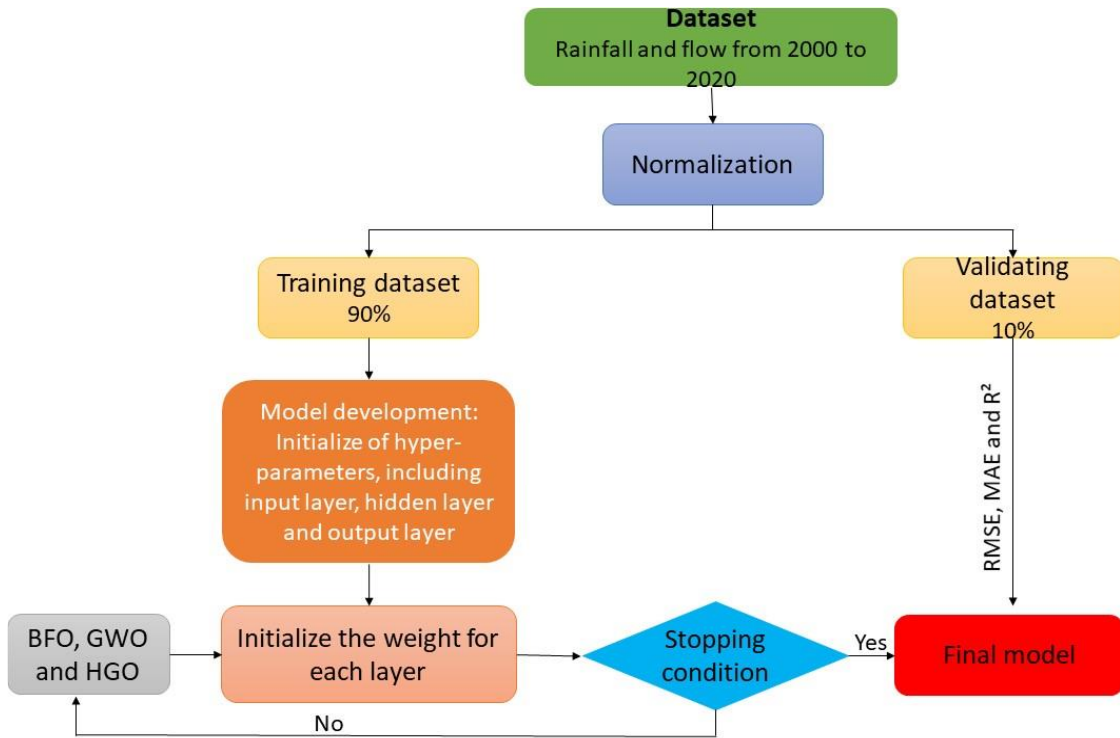 Dataset
Rainfall and flow from 2000 to
2020
Normalization
Training dataset
90%
Validating
dataset
10%
Model development:
Initialize of hyper-
parameters, including
input layer, hidden layer
and output layer
RMSE, MAE and R²
BFO, GWO
and HGO
Initialize the weight for
each layer
Stopping
condition
Yes
Final model
No